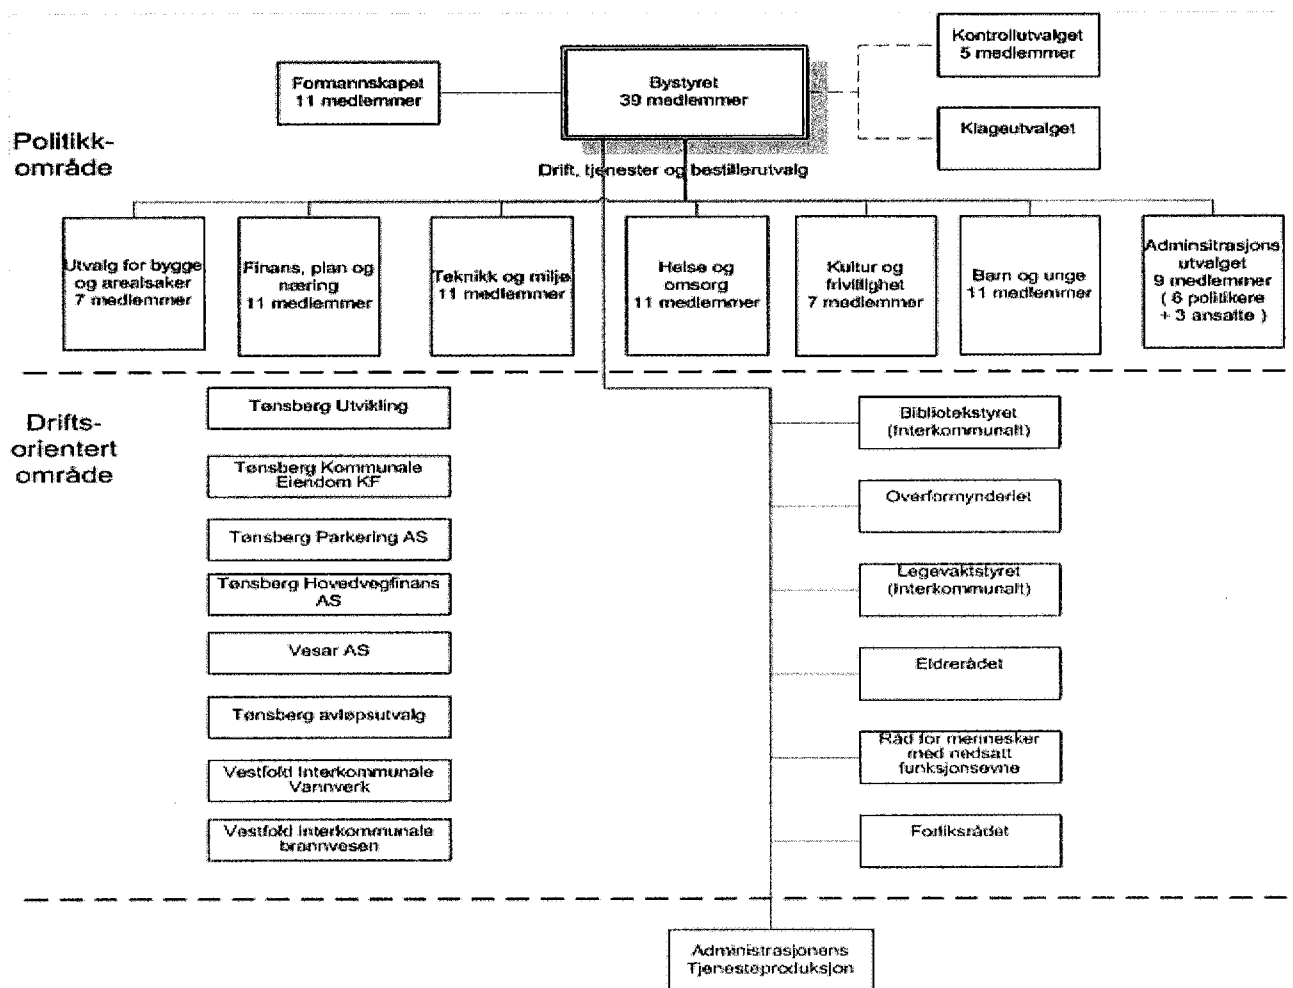 Formannskapet
11 medlemmer
Bystyret
39 medlemmer
Kontrollutvalget
5 medlemmer
Klageutvalget
Politikk-
område
Drift, tjenester og bestillerutvalg
Utvalg for bygge
og arealsaker
7 medlemmer
Finans, plan og
næring
11 medlemmer
Teknikk og miljø
11 medlemmer
Helse og
omsorg
11 medlemmer
Kultur og
frivillighet
7 medlemmer
Barn og unge
11 medlemmer
Adminsitrasjons
utvalget
9 medlemmer
( 6 politikere
+ 3 ansatte )
Drifts-
orientert
område
Tønsberg Utvikling
Tønsberg Kommunale
Eiendom KF
Tønsberg Parkering AS
Tønsberg Hovedvegfinans
AS
Vesar AS
Tønsberg avløpsutvalg
Vestfold Interkommunale
Vannverk
Vestfold Interkommunale
brannvesen
Bibliotekstyret
(Interkommunalt)
Overformynderiet
Legevaktstyret
(Interkommunalt)
Eldrerådet
Råd for mennesker
med nedsatt
funksjonsevne
Forliksrådet
Administrasjonens
Tjenesteproduksjon